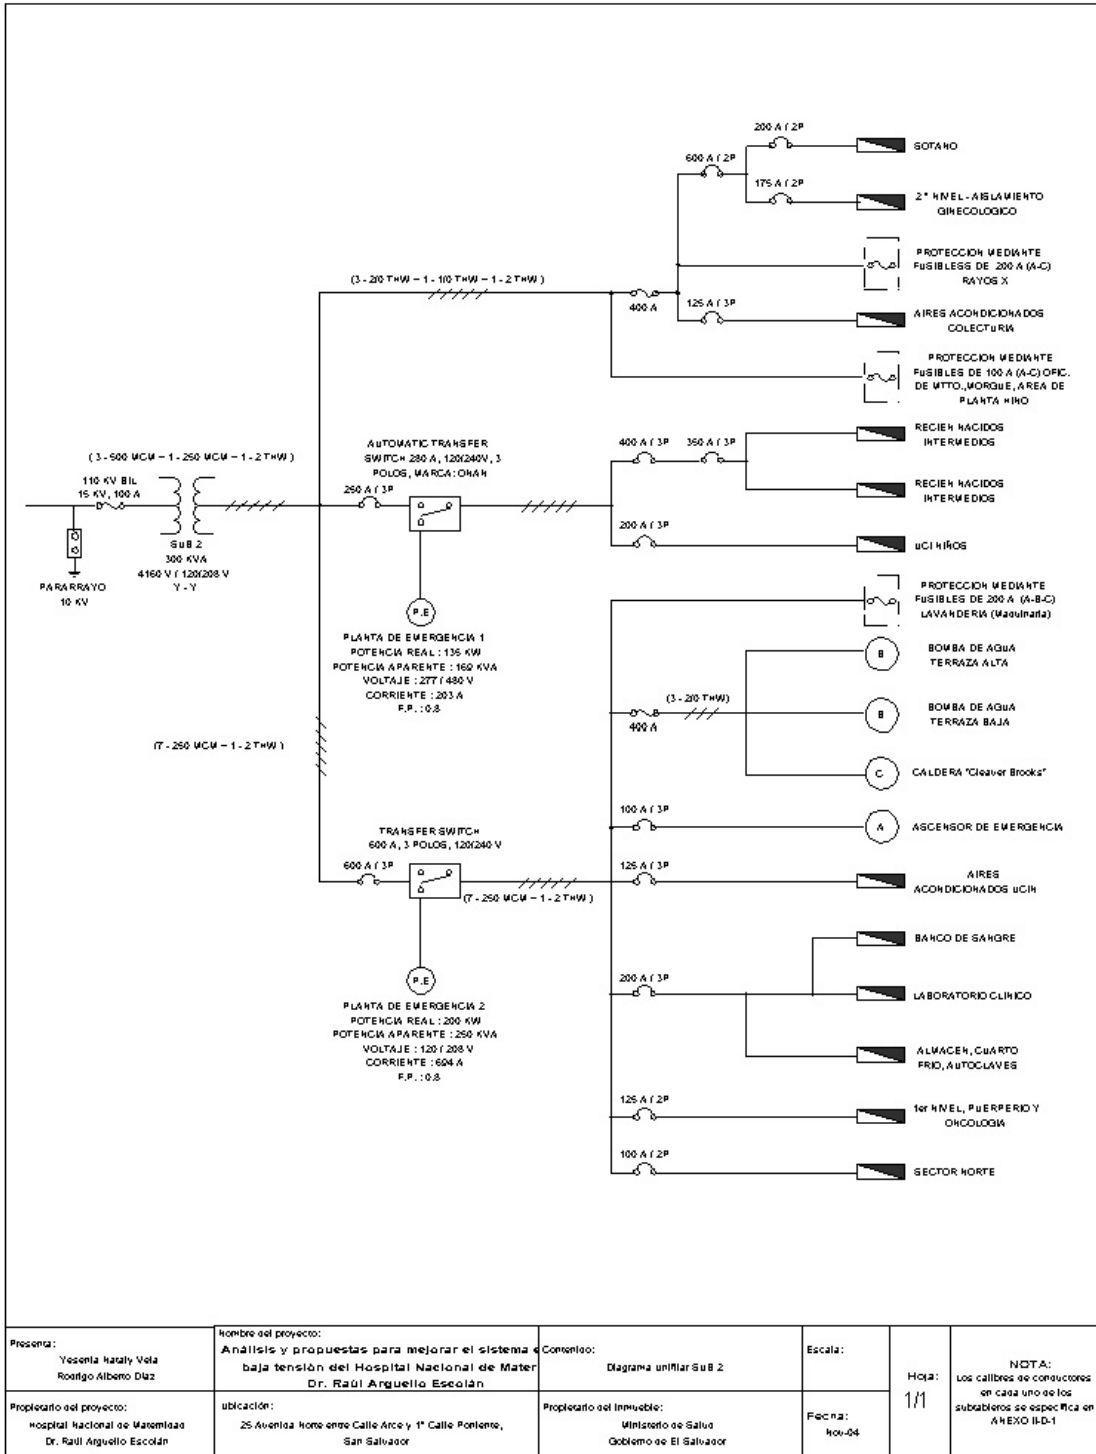 200 A / 2P
SOTANO
600 A / 2P
175 A / 2P
2° NIVEL - AISLAMIENTO
GINECOLOGICO
PROTECCION MEDIANTE
FUSIBLESS DE 200 A (A-C)
RAYOS X
(3 - 2/0 THW - 1 - 1/0 THW - 1 - 2 THW)
400 A
125 A / 3P
AIRES ACONDICIONADOS
COLECTURIA
PROTECCION MEDIANTE
FUSIBLES DE 100 A (A-C) OFIC.
DE MTTO., MORGUE, AREA DE
PLANTA NINO
AUTOMATIC TRANSFER
SWITCH 280 A, 120/240V, 3
POLOS, MARCA: ONAN
400 A / 3P
350 A / 3P
RECIEN NACIDOS
INTERMEDIOS
(3 - 500 MCM - 1 - 250 MCM - 1 - 2 THW)
110 KV BIL
15 KV, 100 A
250 A / 3P
RECIEN NACIDOS
INTERMEDIOS
200 A / 3P
UCI NIÑOS
SUB 2
300 KVA
4160 V / 120/208 V
Y - Y
PARARRAYO
10 KV
P.E
PROTECCION MEDIANTE
FUSIBLES DE 200 A (A-B-C)
LAVANDERIA (Maquinaria)
PLANTA DE EMERGENCIA 1
POTENCIA REAL : 135 KW
POTENCIA APARENTE : 169 KVA
VOLTAJE : 277 / 480 V
CORRIENTE : 203 A
F.P. : 0.8
B
BOMBA DE AGUA
TERRAZA ALTA
(3 - 2/0 THW)
400 A
B
BOMBA DE AGUA
TERRAZA BAJA
(7 - 250 MCM - 1 - 2 THW)
C
CALDERA "Cleaver Brooks"
100 A / 3P
A
ASCENSOR DE EMERGENCIA
TRANSFER SWITCH
600 A, 3 POLOS, 120/240 V
600 A / 3P
(7 - 250 MCM - 1 - 2 THW)
125 A / 3P
AIRES
ACONDICIONADOS UCIN
BANCO DE SANGRE
P.E
200 A / 3P
LABORATORIO CLINICO
PLANTA DE EMERGENCIA 2
POTENCIA REAL : 200 KW
POTENCIA APARENTE : 250 KVA
VOLTAJE : 120 / 208 V
CORRIENTE : 694 A
F.P. : 0.8
ALMACEN, CUARTO
FRIO, AUTOCLAVES
125 A / 2P
1er NIVEL, PUERPERIO Y
ONCOLOGIA
100 A / 2P
SECTOR NORTE
Presenta:
Yesenia Nataly Vela
Rodrigo Alberto Díaz
Nombre del proyecto:
Análisis y propuestas para mejorar el sistema
baja tensión del Hospital Nacional de Mater
Dr. Raúl Arguello Escolán
Contenido:
Diagrama unifilar SUB 2
Escala:
Hoja:
1/1
NOTA:
Los calibres de conductores
en cada uno de los
subtableros se especifica en
ANEXO II-D-1
Propietario del proyecto:
Hospital Nacional de Maternidad
Dr. Raúl Arguello Escolán
Ubicación:
25 Avenida Norte entre Calle Arce y 1° Calle Poniente,
San Salvador
Propietario del inmueble:
Ministerio de Salud
Gobierno de El Salvador
Fecha:
Nov-04